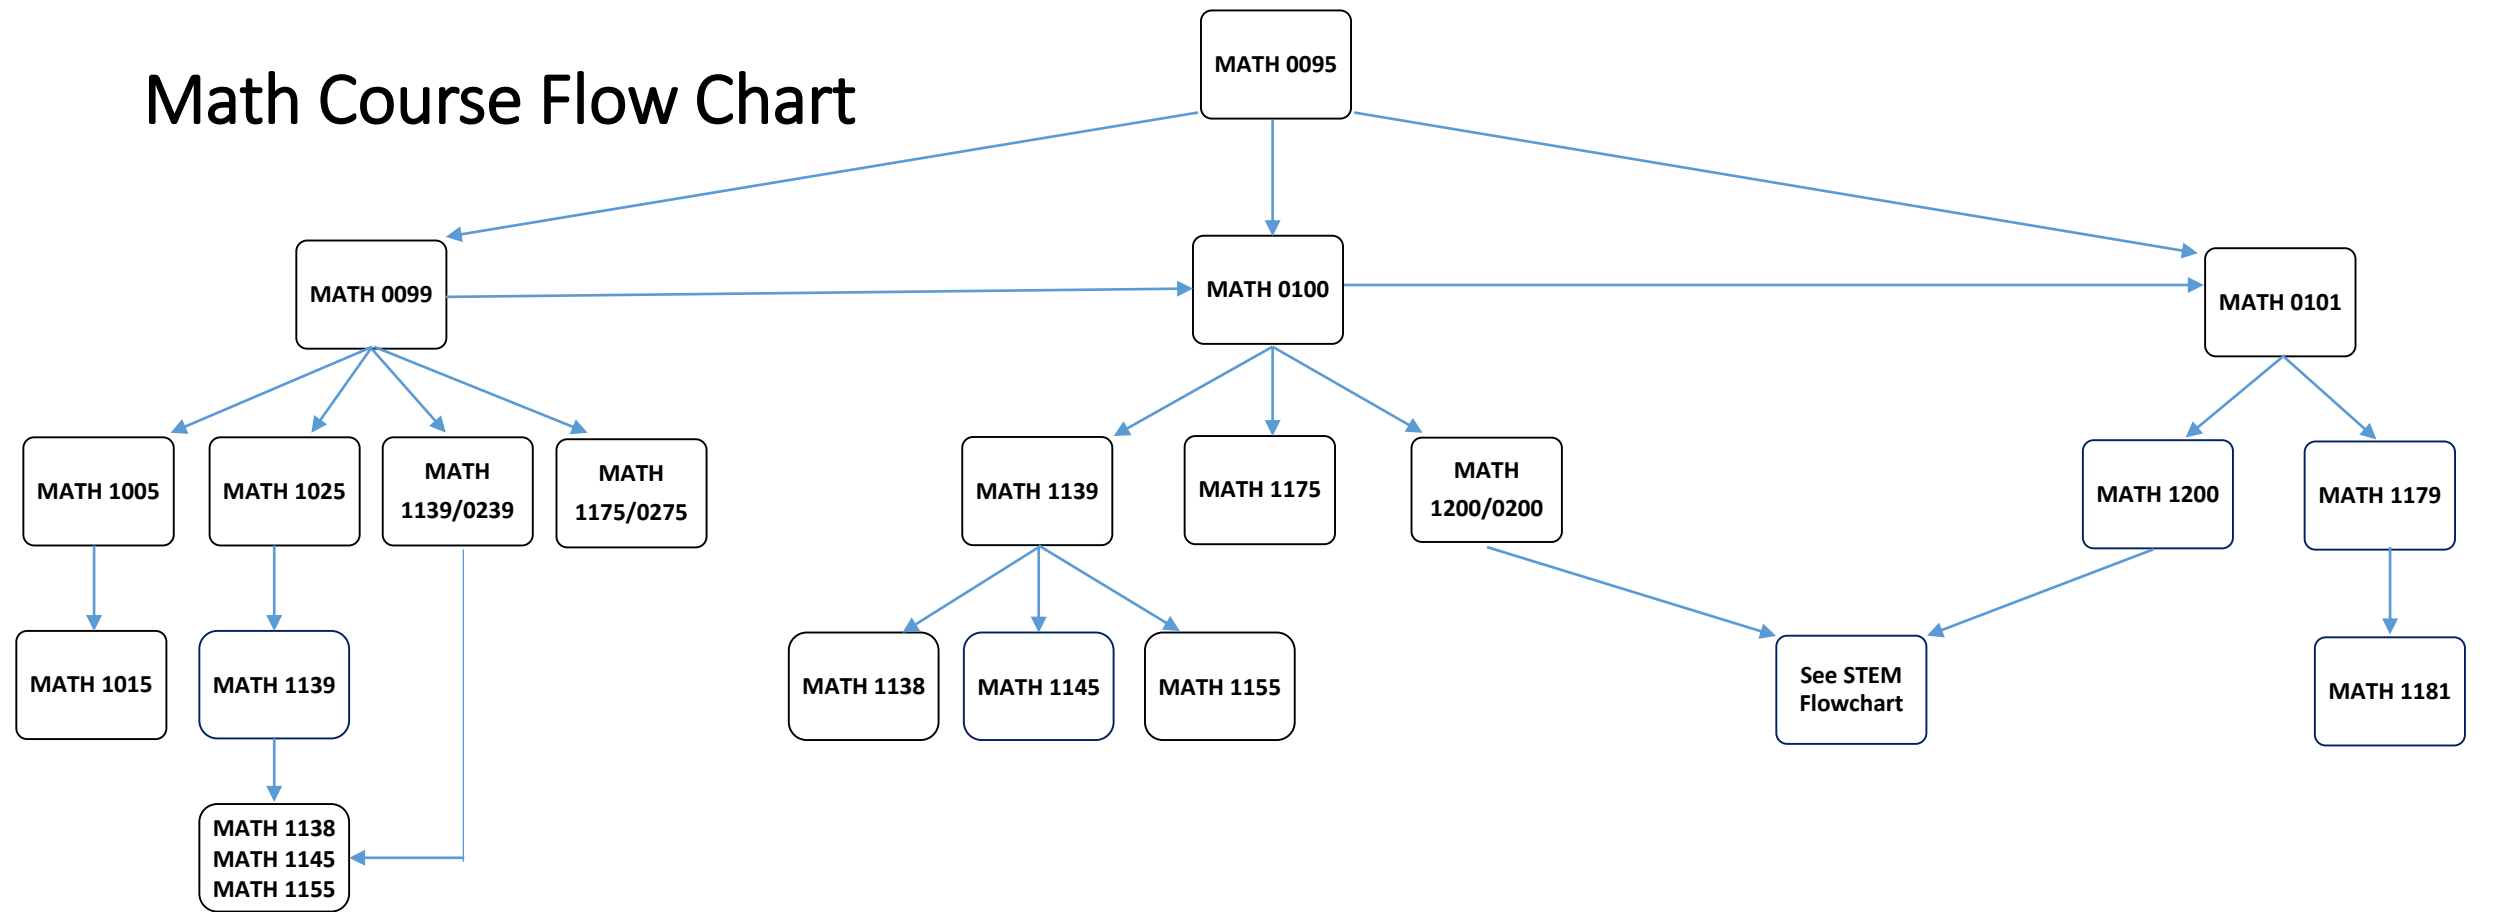 MATH 0095
Math Course Flow Chart
MATH 0099
MATH 0100
MATH 0101
MATH 1005
MATH 1025
MATH
1139/0239
MATH
1175/0275
MATH 1139
MATH 1175
MATH
1200/0200
MATH 1200
MATH 1179
MATH 1015
MATH 1139
MATH 1138
MATH 1145
MATH 1155
See STEM
Flowchart
MATH 1181
MATH 1138
MATH 1145
MATH 1155